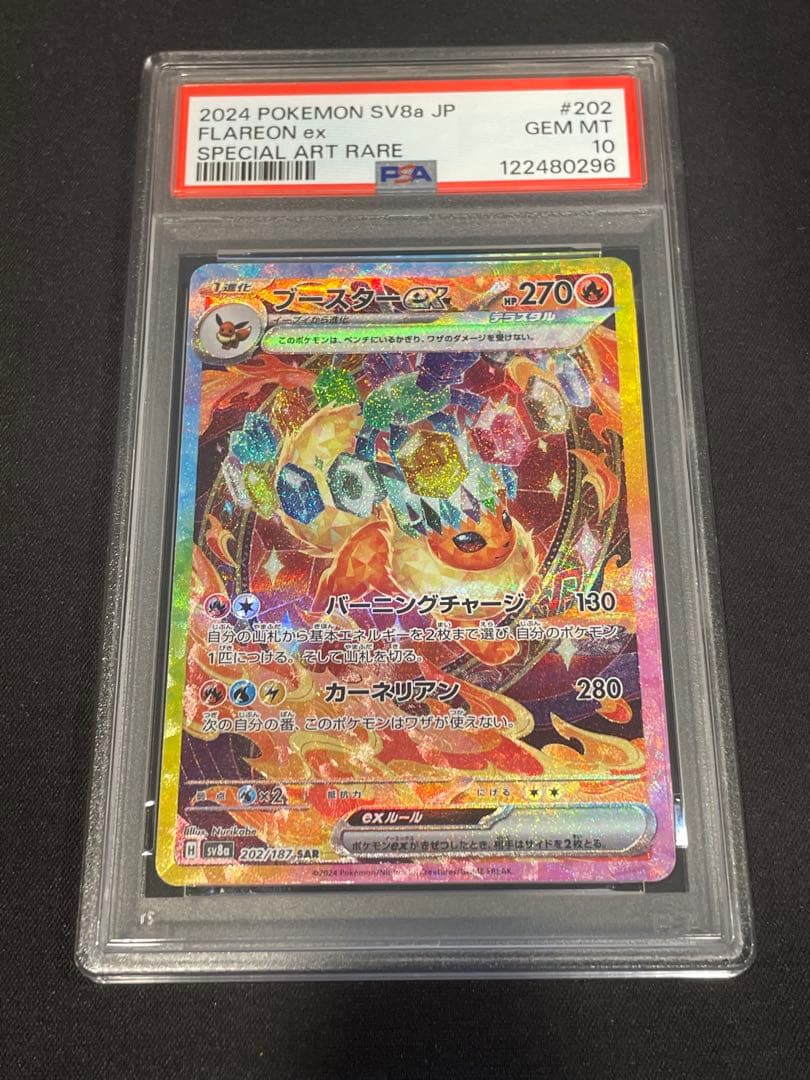 2024 POKEMON SV8a JP #202
FLAREON ex GEM MT
SPECIAL ART RARE 10
PSA 122480296
1進化 ブースターex HP270
イーブイから進化 テラスタル
このポケモンは、ベンチにいるかぎり、ワザのダメージを受けない。
バーニングチャージ 130
自分の山札から基本エネルギーを2枚まで選び、自分のポケモン
1匹につける。そして山札を切る。
カーネリアン 280
次の自分の番、このポケモンはワザが使えない。
弱点 ×2 抵抗力 にげる
exルール
ポケモンexがきぜつしたとき、相手はサイドを2枚とる。
Illus. Nurikabe
H sv8a 202/187 SAR
©2024 Pokémon/Nin